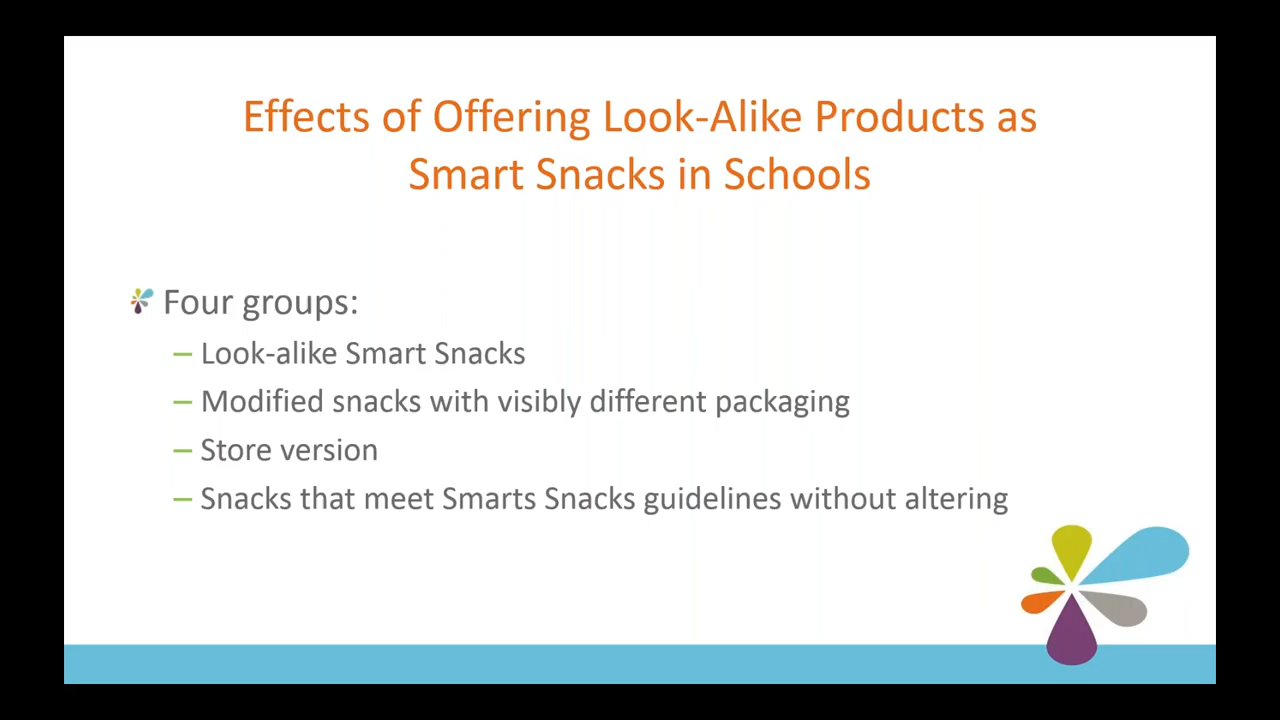 Effects of Offering Look-Alike Products as
Smart Snacks in Schools
Four groups:
– Look-alike Smart Snacks
– Modified snacks with visibly different packaging
– Store version
– Snacks that meet Smarts Snacks guidelines without altering